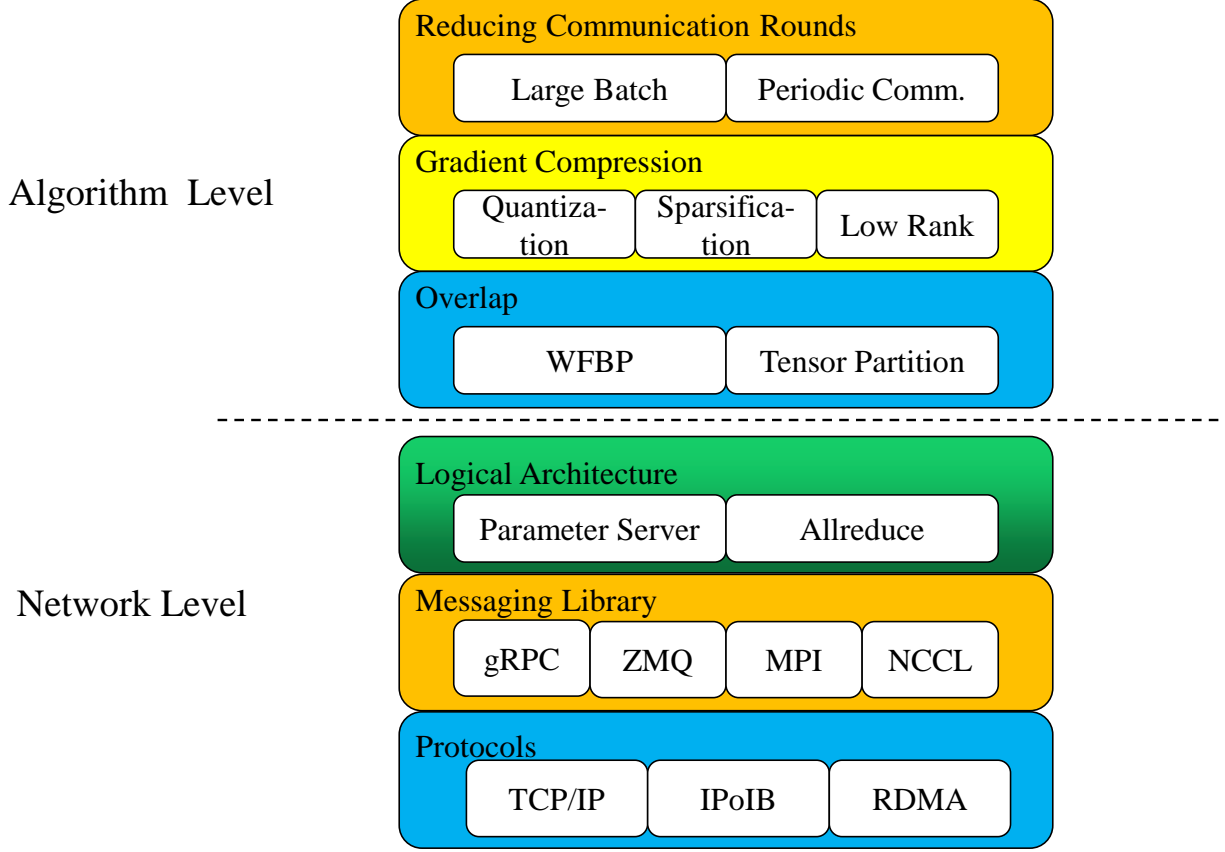 Reducing Communication Rounds
Large Batch
Periodic Comm.
Algorithm Level
Gradient Compression
Quantiza-
tion
Sparsifica-
tion
Low Rank
Overlap
WFBP
Tensor Partition
Network Level
Logical Architecture
Parameter Server
Allreduce
Messaging Library
gRPC
ZMQ
MPI
NCCL
Protocols
TCP/IP
IPoIB
RDMA